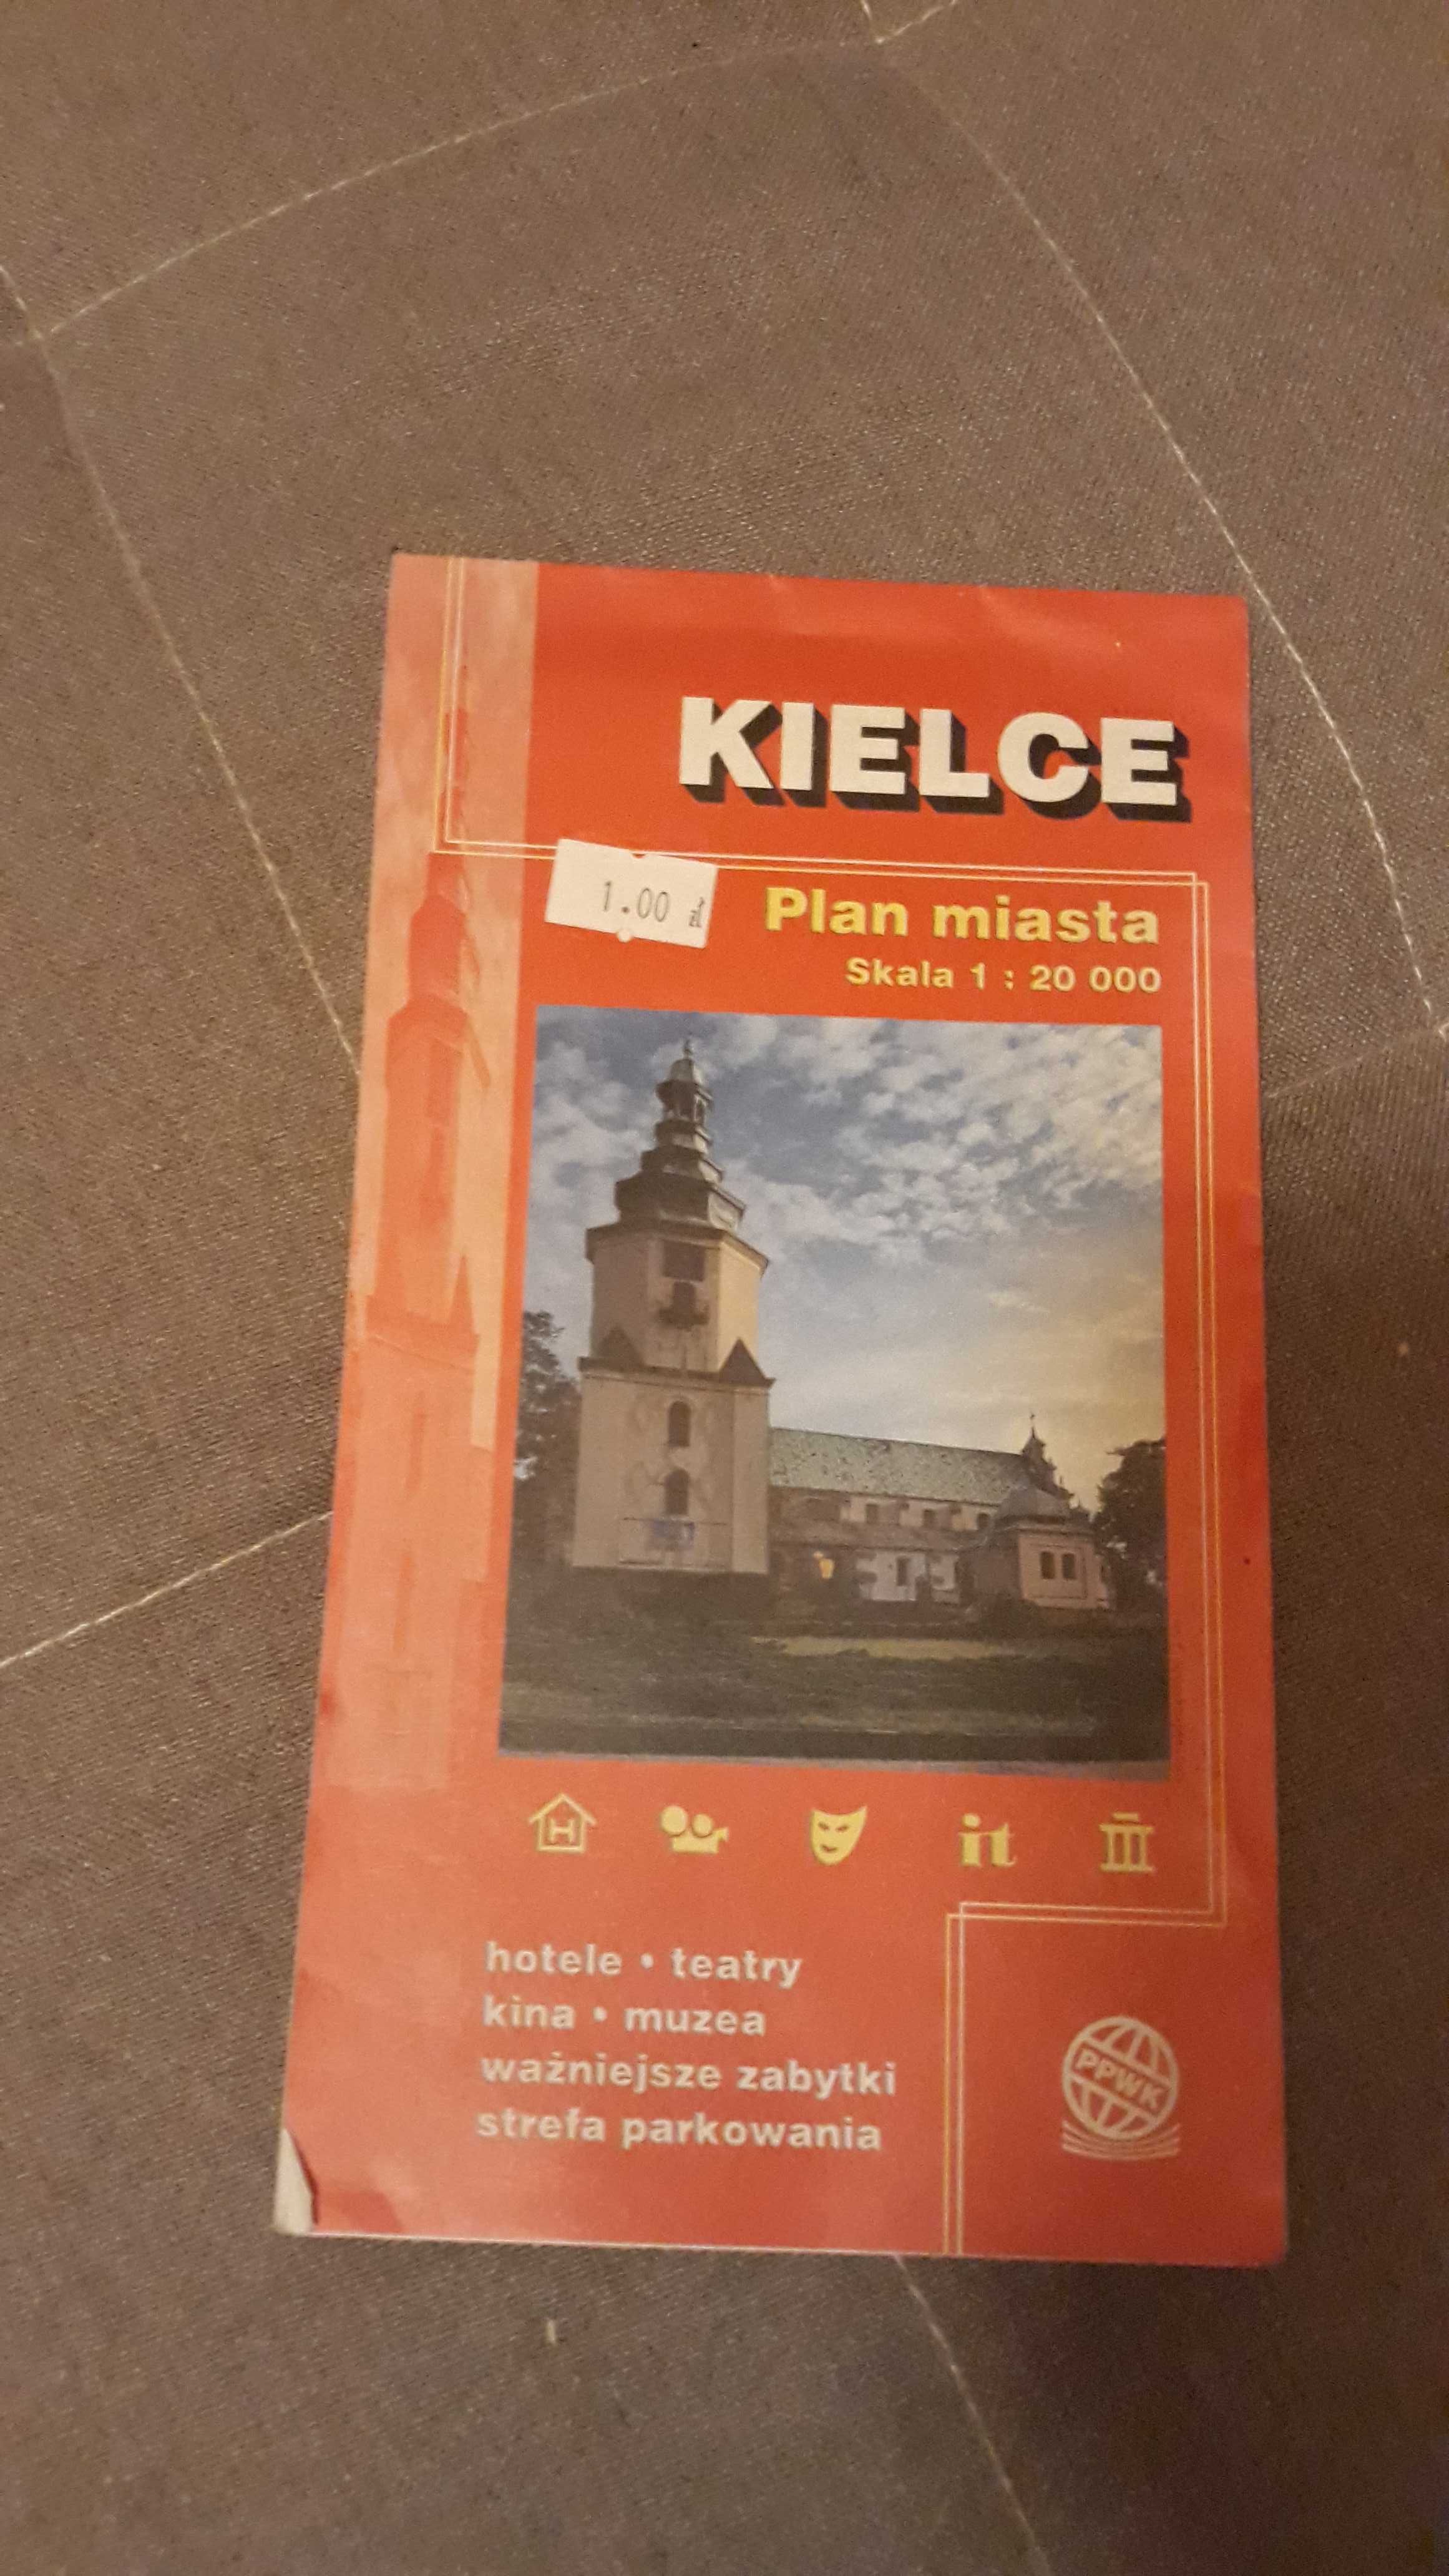 KIELCE
1.00 zł
Plan miasta
Skala 1 : 20 000
H
it
hotele • teatry
kina • muzea
ważniejsze zabytki
strefa parkowania
PPWK